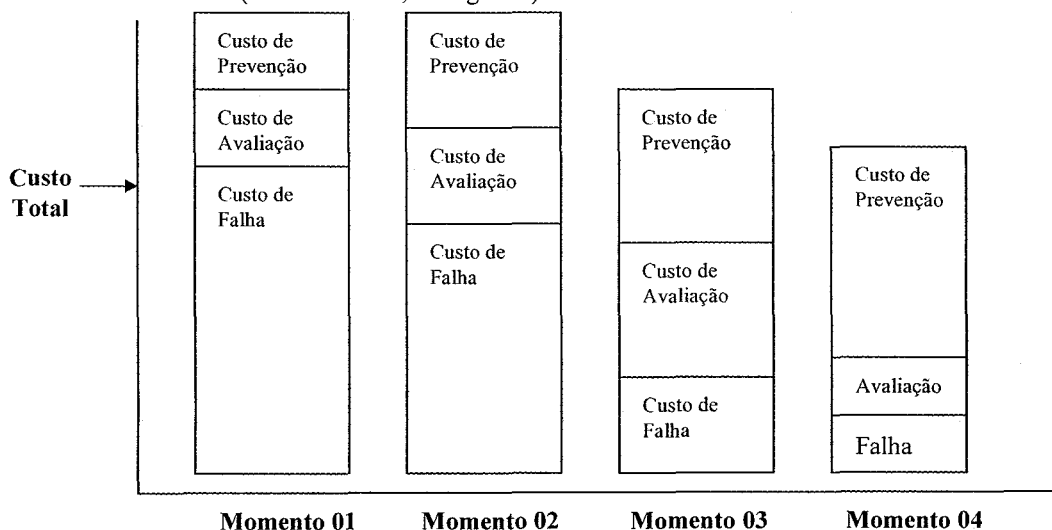 Custo de
Prevenção
Custo de
Avaliação
Custo de
Falha
Custo de
Prevenção
Custo de
Avaliação
Custo de
Falha
Custo de
Prevenção
Custo de
Avaliação
Custo de
Falha
Custo de
Prevenção
Avaliação
Falha
Custo
Total
Momento 01 Momento 02 Momento 03 Momento 04